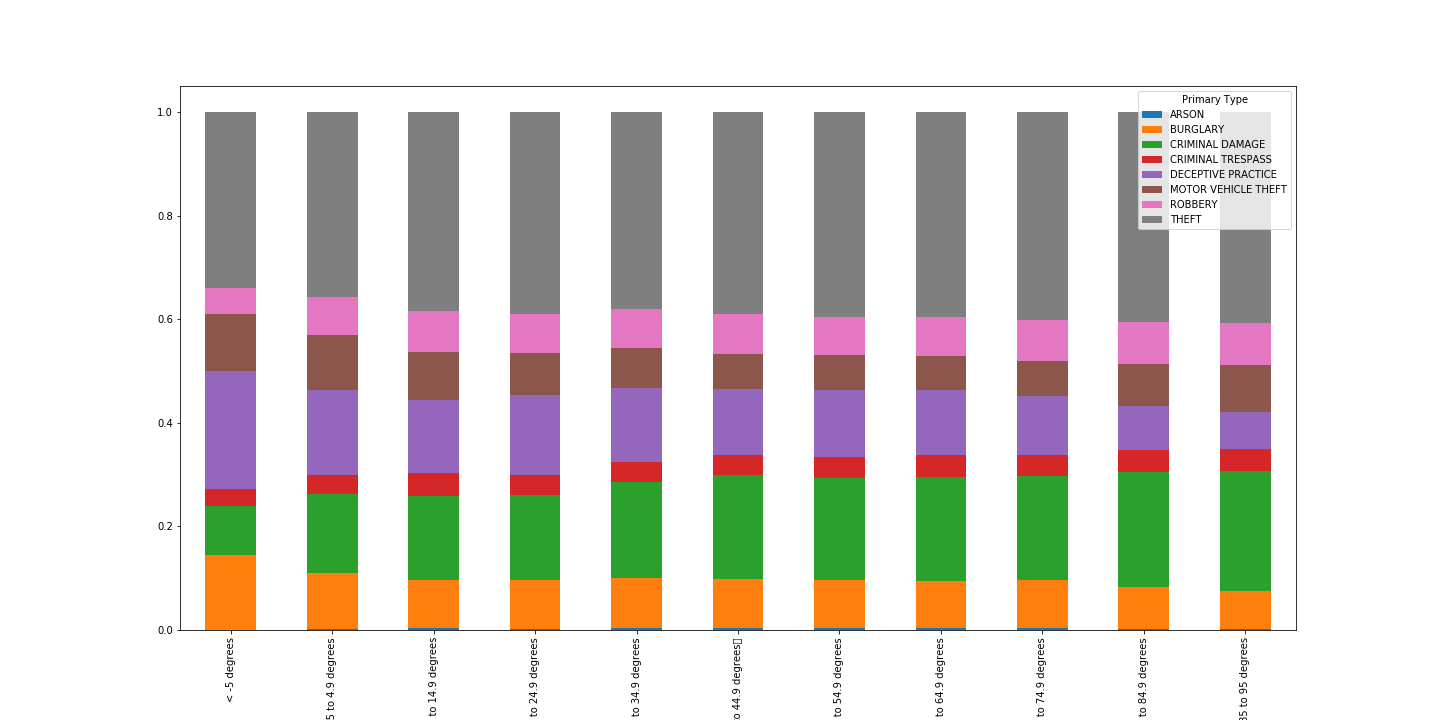 Primary Type
ARSON
BURGLARY
CRIMINAL DAMAGE
CRIMINAL TRESPASS
DECEPTIVE PRACTICE
MOTOR VEHICLE THEFT
ROBBERY
THEFT
1.0
0.8
0.6
0.4
0.2
0.0
< -5 degrees
5 to 4.9 degrees
to 14.9 degrees
to 24.9 degrees
to 34.9 degrees
to 44.9 degrees▯
to 54.9 degrees
to 64.9 degrees
to 74.9 degrees
to 84.9 degrees
to 95 degrees